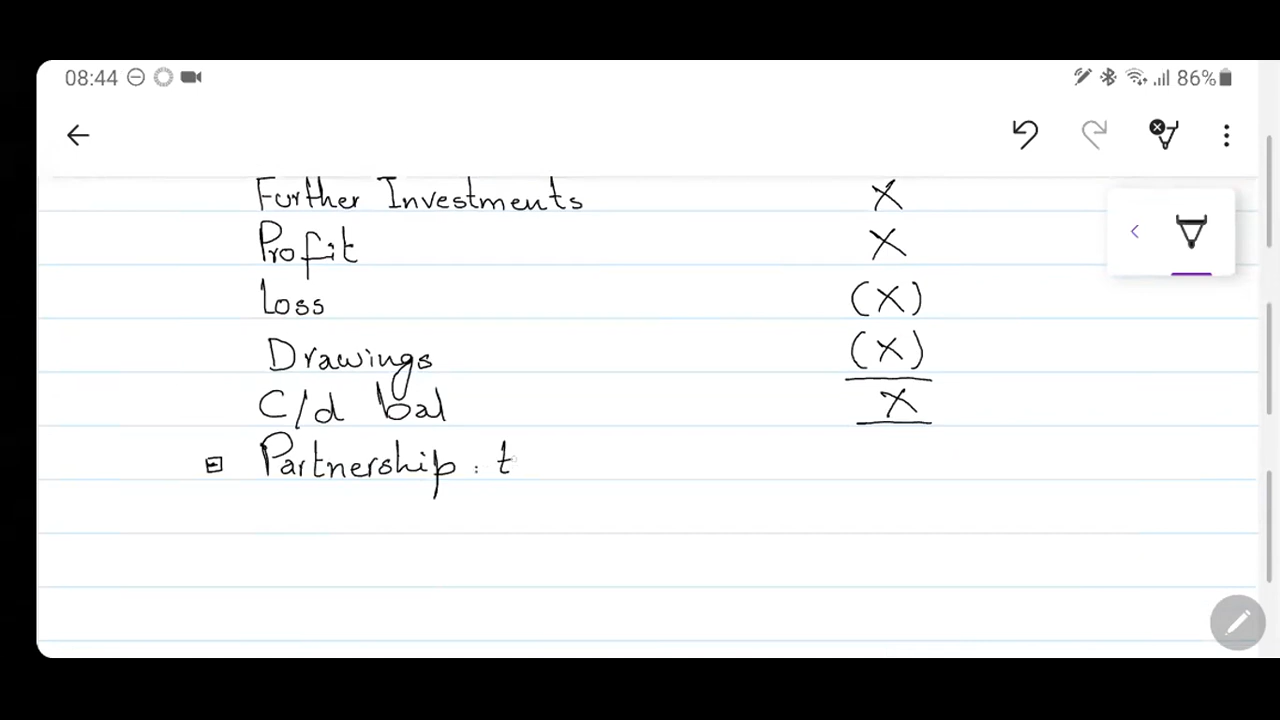 08:44 86%
Further Investments X
Profit X
Loss (X)
Drawings (X)
C/d bal X
Partnership : t